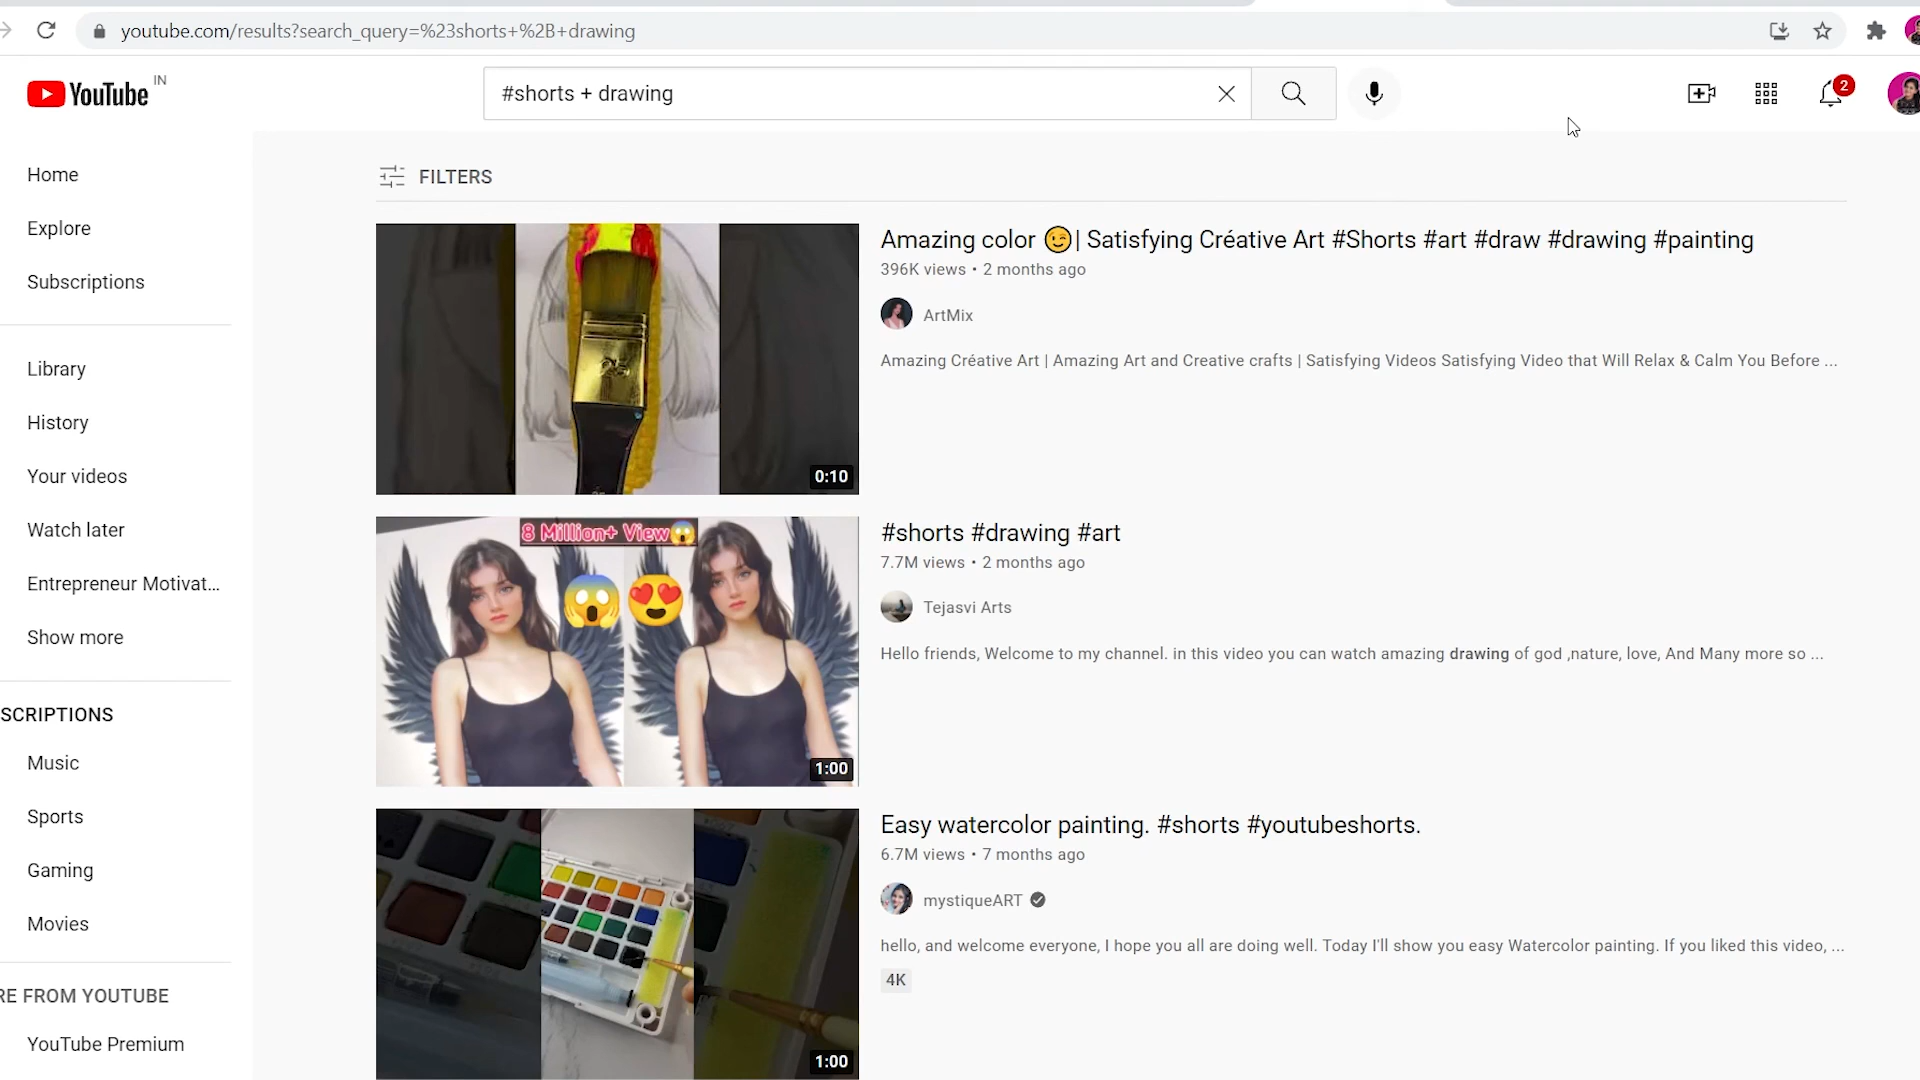 youtube.com/results?search_query=%23shorts+%2B+drawing
YouTube IN
#shorts + drawing
2
Home
Explore
Subscriptions
Library
History
Your videos
Watch later
Entrepreneur Motivat...
Show more
SCRIPTIONS
Music
Sports
Gaming
Movies
RE FROM YOUTUBE
YouTube Premium
FILTERS
25
0:10
Amazing color 😉| Satisfying Créative Art #Shorts #art #draw #drawing #painting
396K views • 2 months ago
ArtMix
Amazing Créative Art | Amazing Art and Creative crafts | Satisfying Videos Satisfying Video that Will Relax & Calm You Before ...
8 Million+ View😱
1:00
#shorts #drawing #art
7.7M views • 2 months ago
Tejasvi Arts
Hello friends, Welcome to my channel. in this video you can watch amazing drawing of god ,nature, love, And Many more so ...
1:00
Easy watercolor painting. #shorts #youtubeshorts.
6.7M views • 7 months ago
mystiqueART
hello, and welcome everyone, I hope you all are doing well. Today I'll show you easy Watercolor painting. If you liked this video, ...
4K